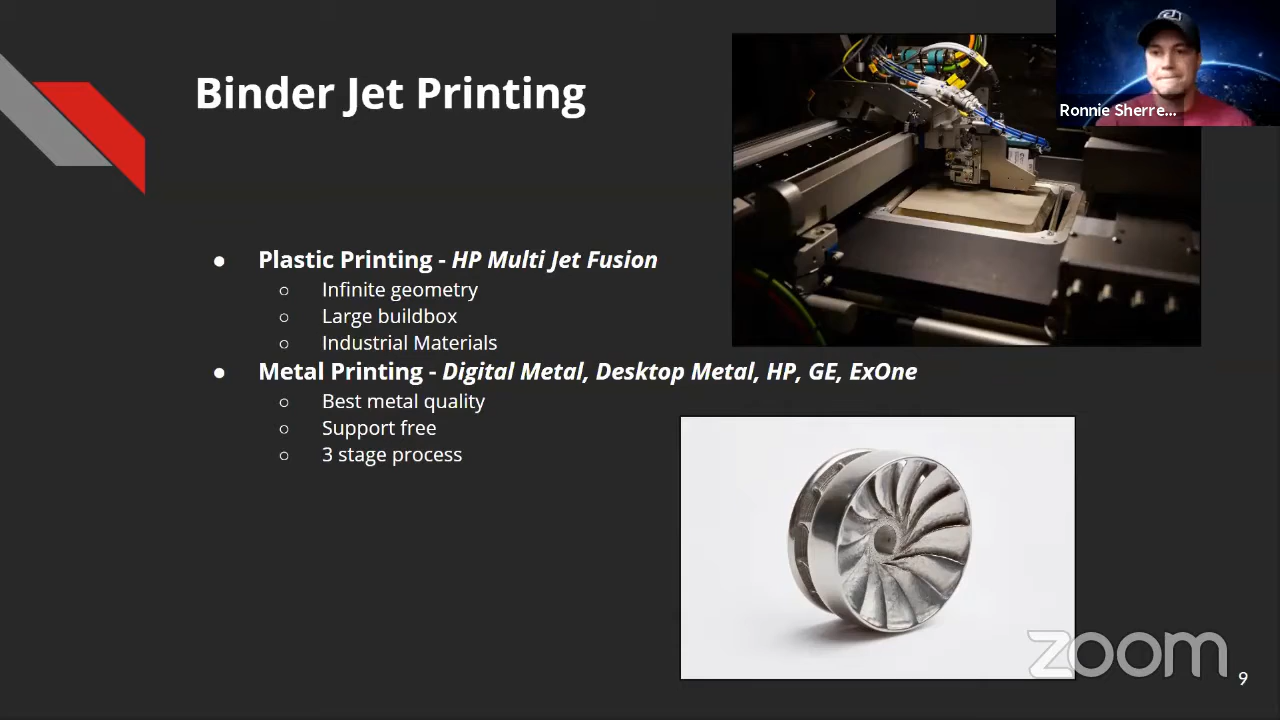 Binder Jet Printing
Ronnie Sherre...
● Plastic Printing - HP Multi Jet Fusion
○ Infinite geometry
○ Large buildbox
○ Industrial Materials
● Metal Printing - Digital Metal, Desktop Metal, HP, GE, ExOne
○ Best metal quality
○ Support free
○ 3 stage process
zoom
9